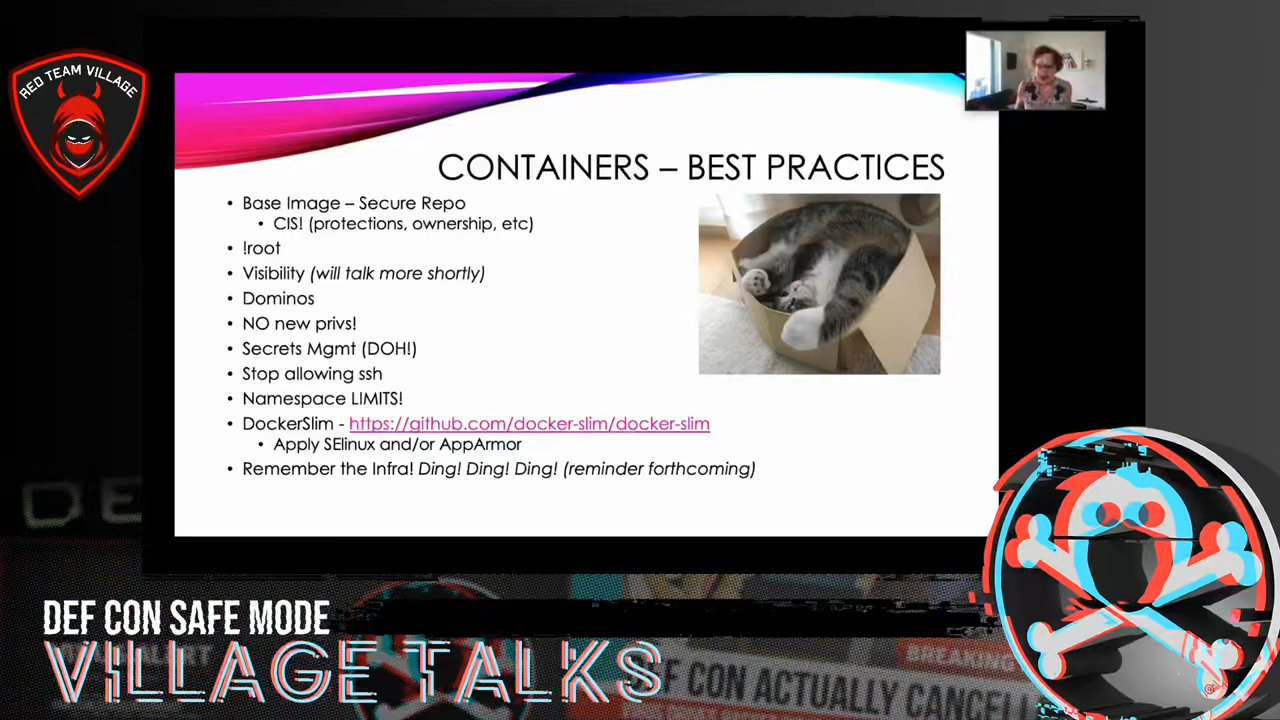 RED TEAM VILLAGE
CONTAINERS – BEST PRACTICES
• Base Image – Secure Repo
• CIS! (protections, ownership, etc)
• !root
• Visibility (will talk more shortly)
• Dominos
• NO new privs!
• Secrets Mgmt (DOH!)
• Stop allowing ssh
• Namespace LIMITS!
• DockerSlim - https://github.com/docker-slim/docker-slim
• Apply SElinux and/or AppArmor
• Remember the Infra! Ding! Ding! Ding! (reminder forthcoming)
DEF CON SAFE MODE
VILLAGE TALKS
DEF CON ACTUALLY CANCELL
BREAKING